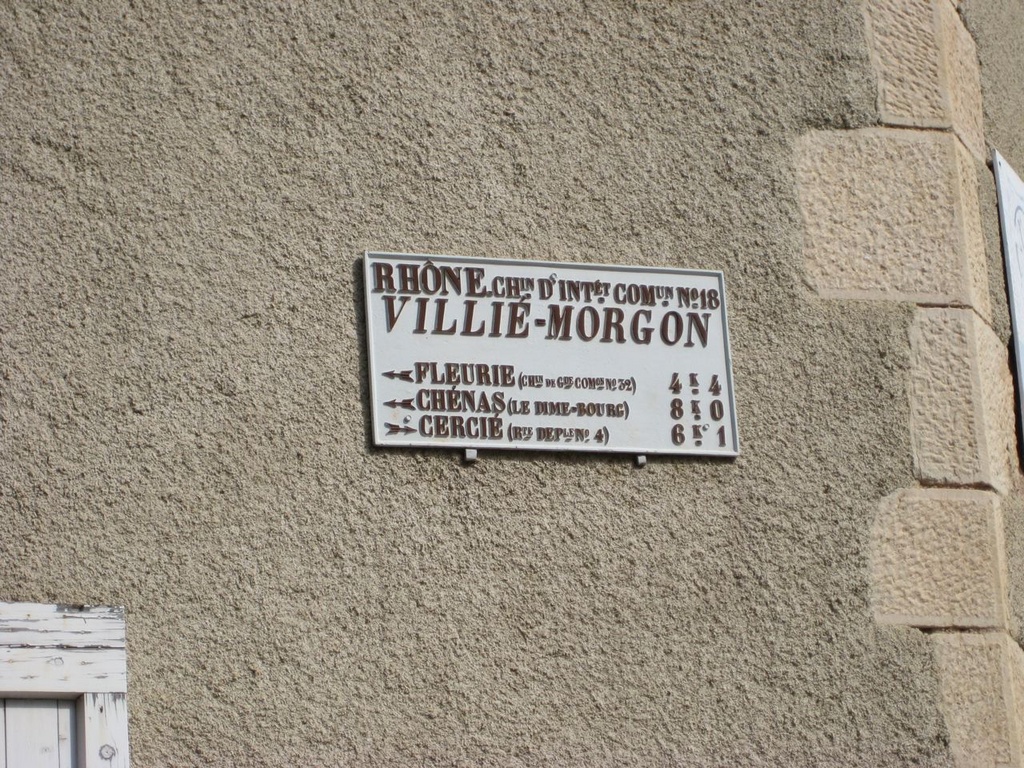 RHÔNE. CHIN D'INTÉT COMUN No18
VILLIÉ-MORGON
FLEURIE (CHIN DE GDE COMON No 32) 4 K 4
CHÉNAS (LE DIME-BOURG) 8 K 0
CERCIÉ (RTE DEPLE No 4) 6 K 1